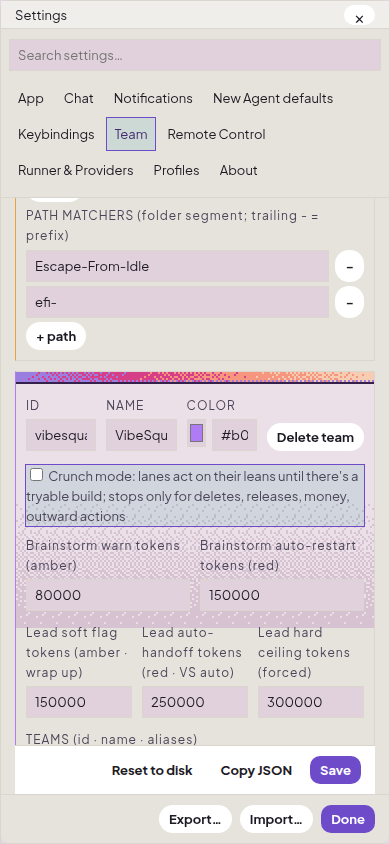 Settings
×
Search settings...
App Chat Notifications New Agent defaults
Keybindings Team Remote Control
Runner & Providers Profiles About
PATH MATCHERS (folder segment; trailing - =
prefix)
Escape-From-Idle -
efi- -
+ path
ID NAME COLOR
vibesqua VibeSqu #b0 Delete team
Crunch mode: lanes act on their leans until there's a
tryable build; stops only for deletes, releases, money,
outward actions
Brainstorm warn tokens
(amber)
Brainstorm auto-restart
tokens (red)
80000 150000
Lead soft flag
tokens (amber ·
wrap up)
Lead auto-
handoff tokens
(red · VS auto)
Lead hard
ceiling tokens
(forced)
150000 250000 300000
TEAMS (id · name · aliases)
Reset to disk Copy JSON Save
Export... Import... Done